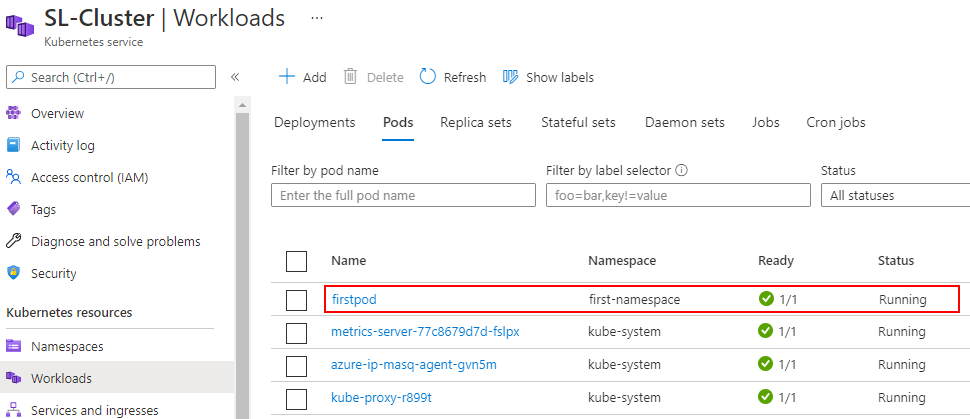 SL-Cluster | Workloads ...
Kubernetes service
Search (Ctrl+/) «
Add Delete Refresh Show labels
Overview
Activity log
Access control (IAM)
Tags
Diagnose and solve problems
Security
Kubernetes resources
Namespaces
Workloads
Services and ingresses
Deployments Pods Replica sets Stateful sets Daemon sets Jobs Cron jobs
Filter by pod name Filter by label selector Status
Enter the full pod name foo=bar,key!=value All statuses
Name Namespace Ready Status
firstpod first-namespace 1/1 Running
metrics-server-77c8679d7d-fslpx kube-system 1/1 Running
azure-ip-masq-agent-gvn5m kube-system 1/1 Running
kube-proxy-r899t kube-system 1/1 Running